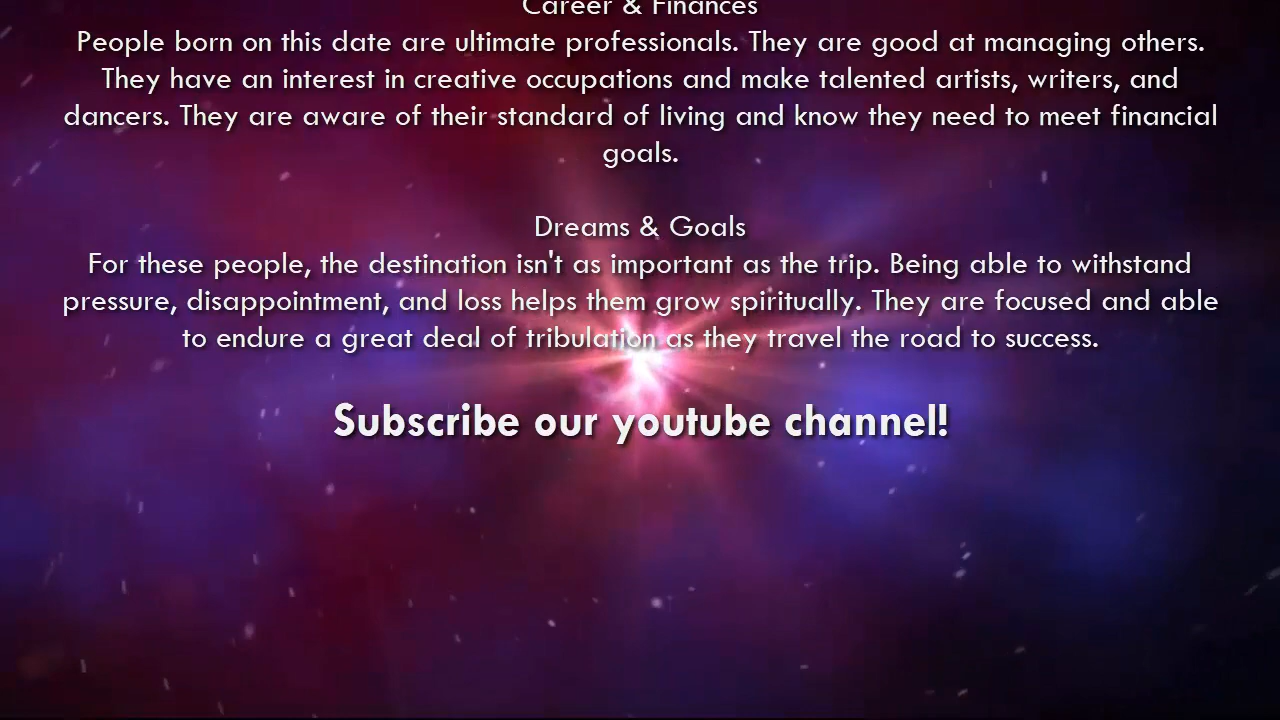 Career & Finances
People born on this date are ultimate professionals. They are good at managing others.
They have an interest in creative occupations and make talented artists, writers, and
dancers. They are aware of their standard of living and know they need to meet financial
goals.
Dreams & Goals
For these people, the destination isn't as important as the trip. Being able to withstand
pressure, disappointment, and loss helps them grow spiritually. They are focused and able
to endure a great deal of tribulation as they travel the road to success.
Subscribe our youtube channel!